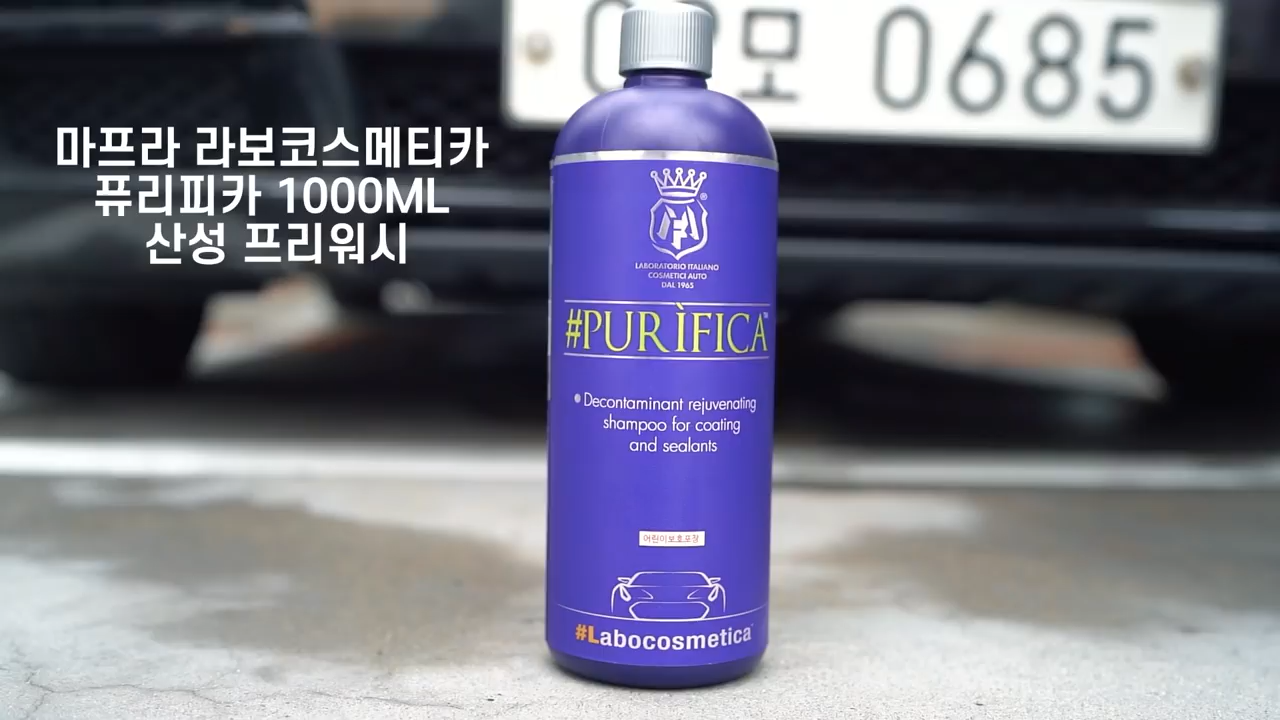 마프라 라보코스메티카
퓨리피카 1000ML
산성 프리워시
모 0685
LABORATORIO ITALIANO
COSMETICI AUTO
DAL 1965
#PURÌFICA™
Decontaminant rejuvenating
shampoo for coating
and sealants
어린이보호포장
#Labocosmetica